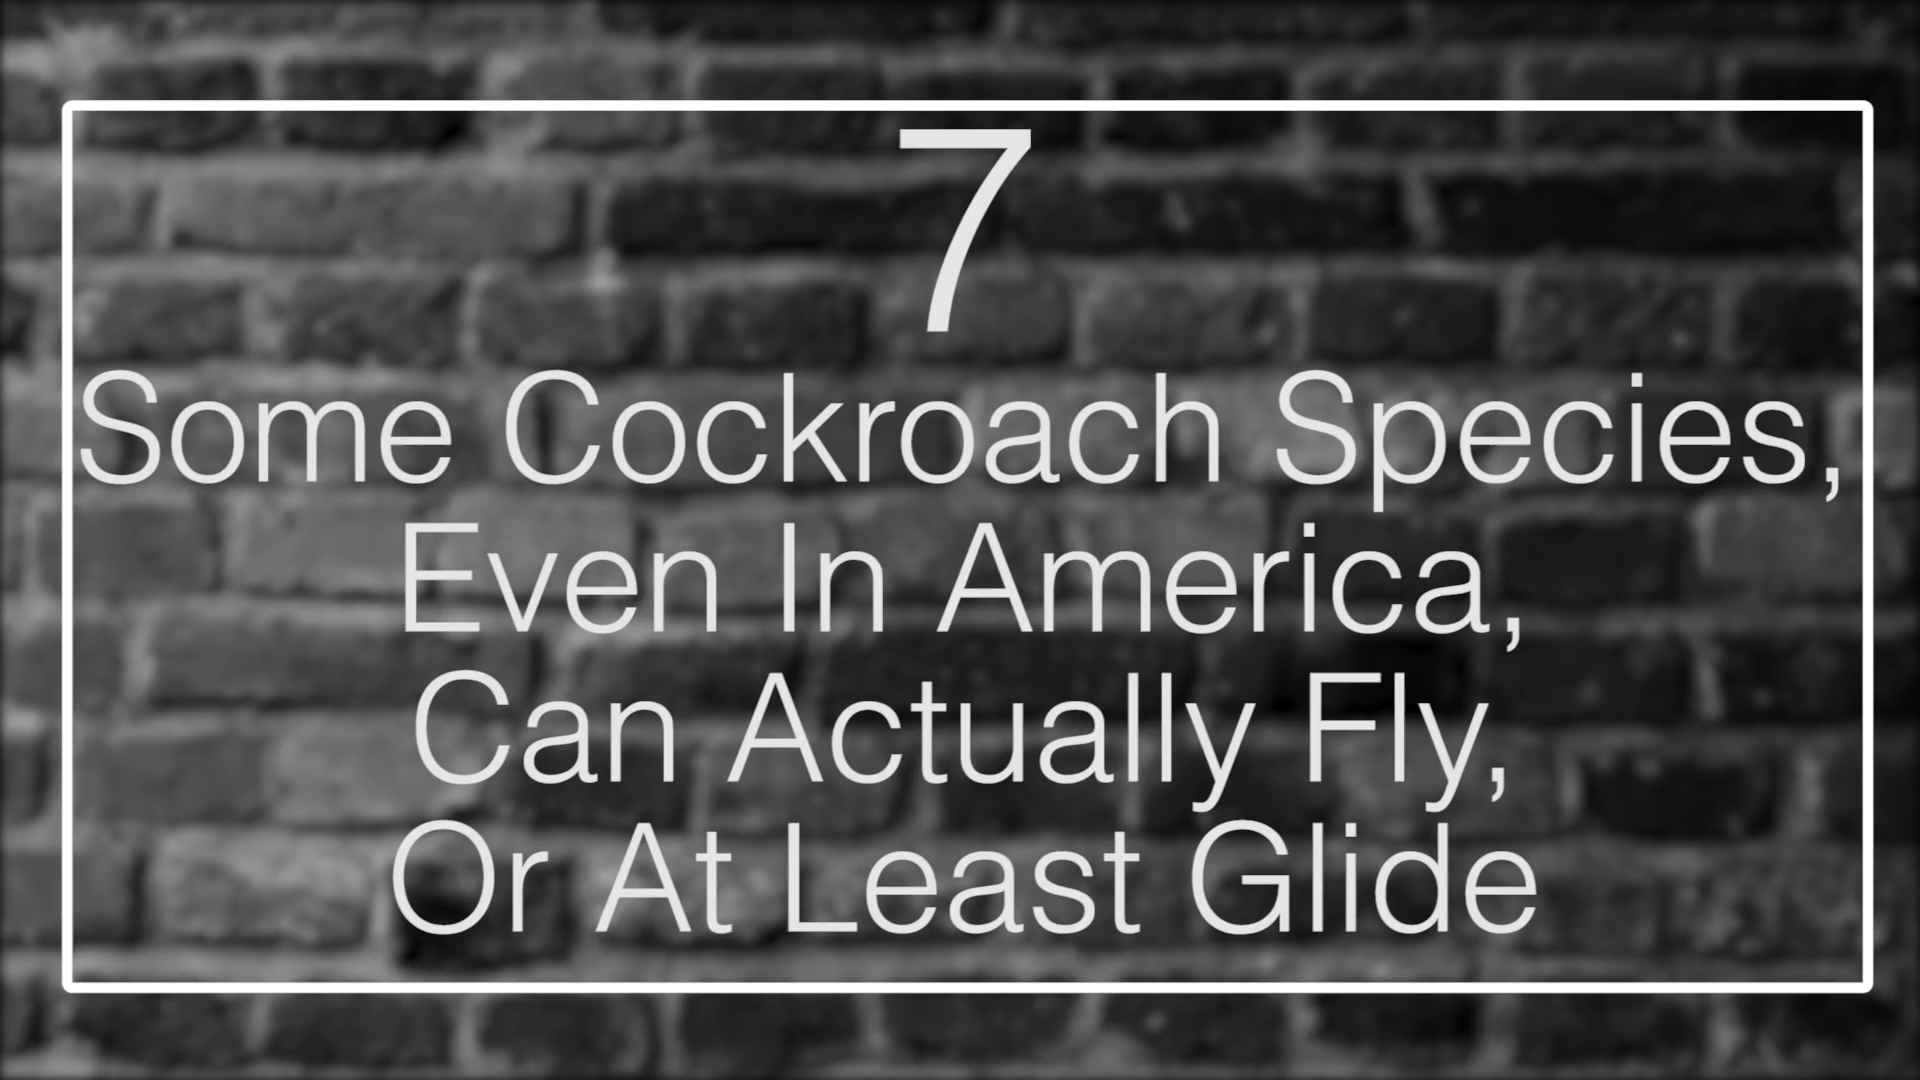 7
Some Cockroach Species,
Even In America,
Can Actually Fly,
Or At Least Glide